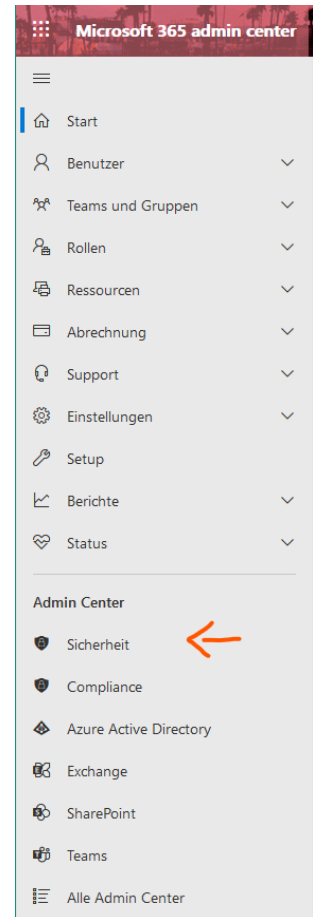 Microsoft 365 admin center
Start
Benutzer
Teams und Gruppen
Rollen
Ressourcen
Abrechnung
Support
Einstellungen
Setup
Berichte
Status
Admin Center
Sicherheit
Compliance
Azure Active Directory
Exchange
SharePoint
Teams
Alle Admin Center